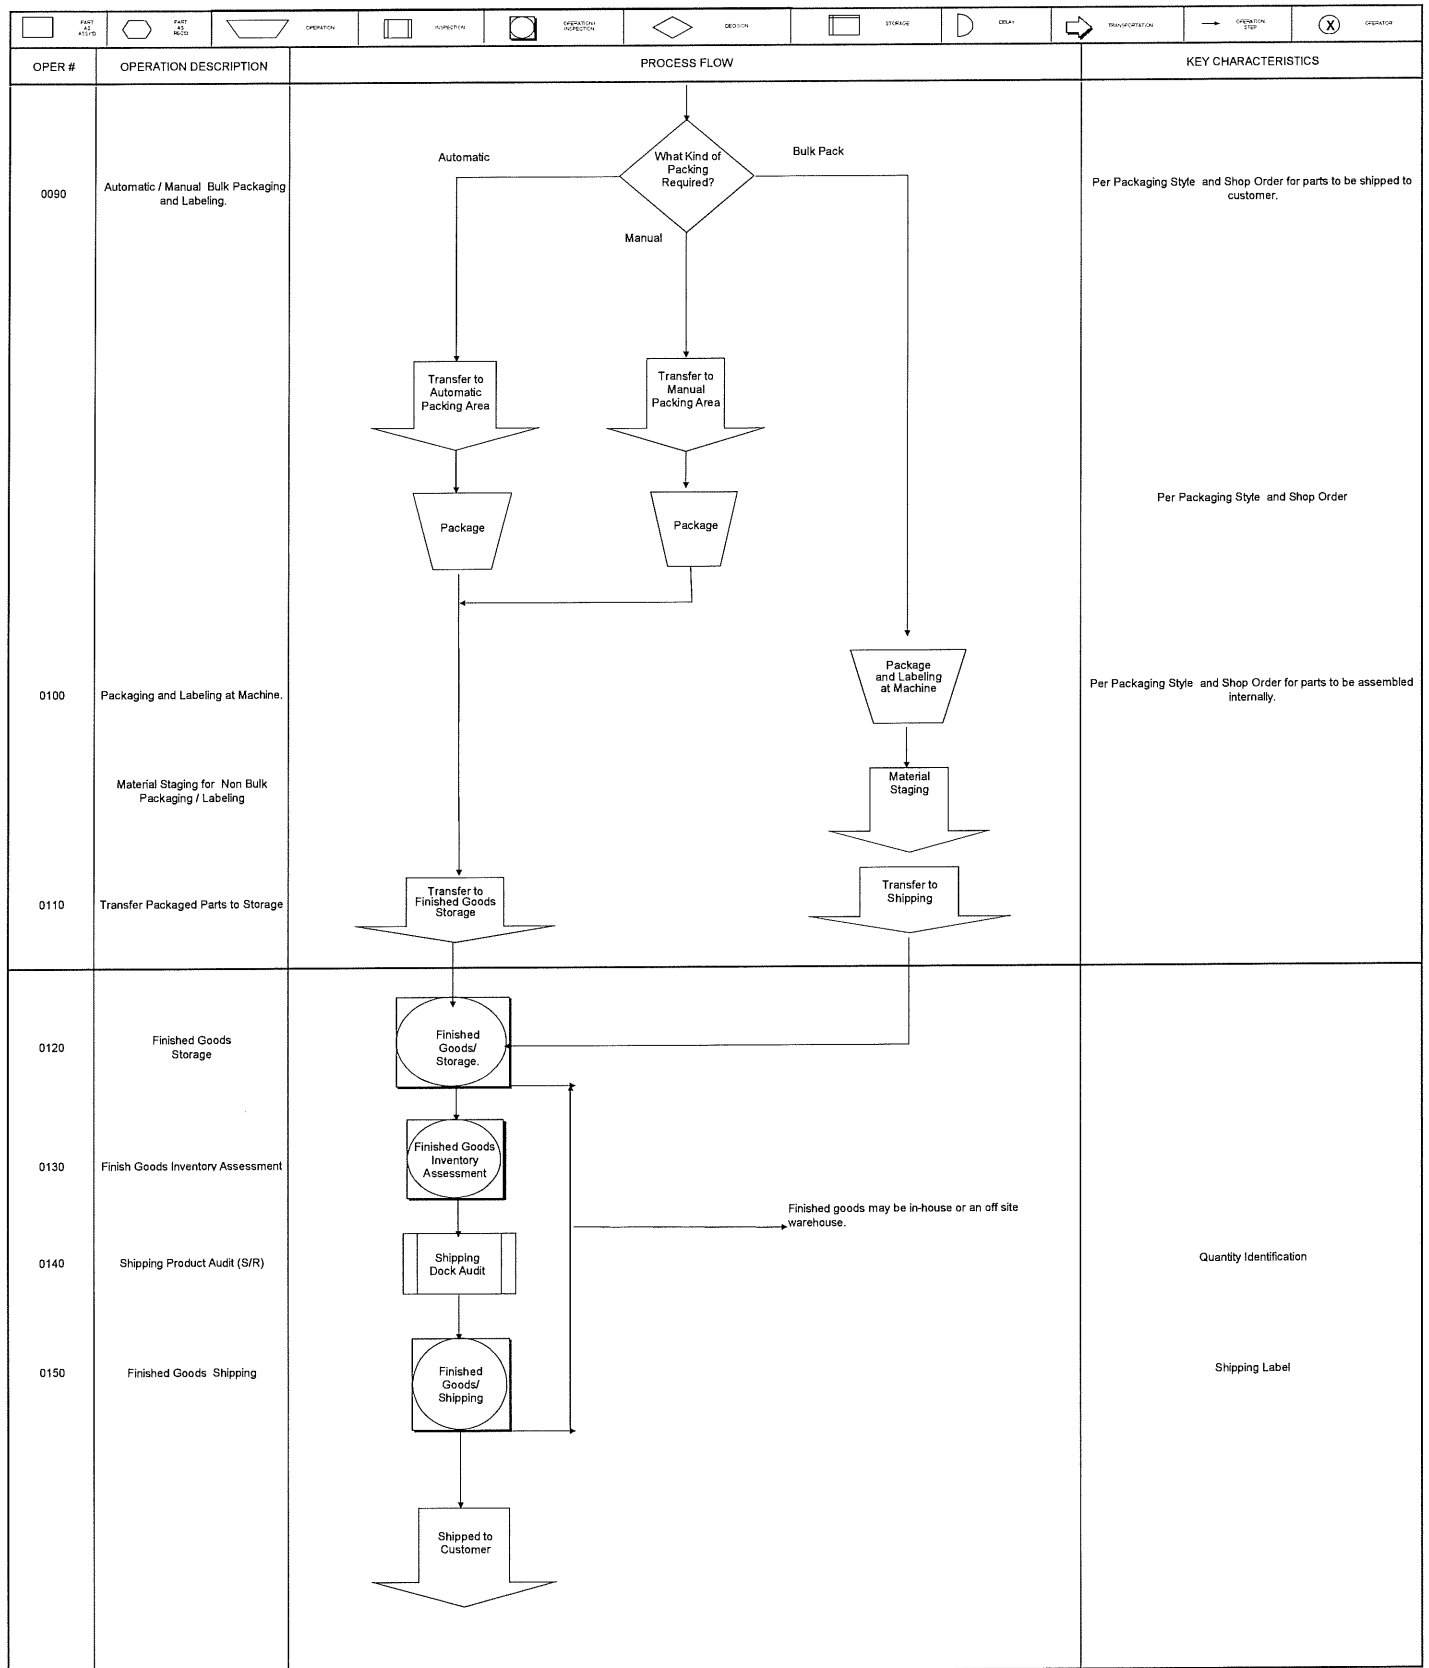 PART
AS
ASSY'D
PART
AS
REC'D
OPERATION
INSPECTION
OPERATION/
INSPECTION
DECISION
STORAGE
DELAY
TRANSPORTATION
OPERATION
STEP
X
OPERATOR
OPER #
OPERATION DESCRIPTION
PROCESS FLOW
KEY CHARACTERISTICS
0090
Automatic / Manual Bulk Packaging
and Labeling.
Automatic
What Kind of
Packing
Required?
Bulk Pack
Manual
Per Packaging Style and Shop Order for parts to be shipped to
customer.
Transfer to
Automatic
Packing Area
Transfer to
Manual
Packing Area
Package
Package
Per Packaging Style and Shop Order
0100
Packaging and Labeling at Machine.
Package
and Labeling
at Machine
Per Packaging Style and Shop Order for parts to be assembled
internally.
Material Staging for Non Bulk
Packaging / Labeling
Material
Staging
0110
Transfer Packaged Parts to Storage
Transfer to
Finished Goods
Storage
Transfer to
Shipping
0120
Finished Goods
Storage
Finished
Goods/
Storage.
0130
Finish Goods Inventory Assessment
Finished Goods
Inventory
Assessment
Finished goods may be in-house or an off site
warehouse.
0140
Shipping Product Audit (S/R)
Shipping
Dock Audit
Quantity Identification
0150
Finished Goods Shipping
Finished
Goods/
Shipping
Shipping Label
Shipped to
Customer